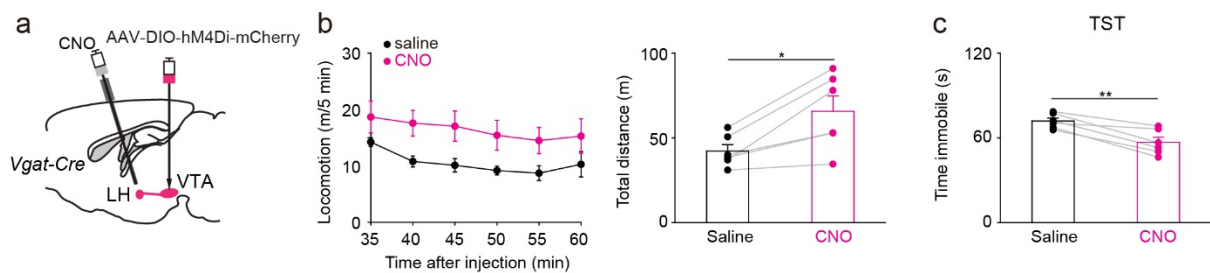 a
CNO
AAV-DIO-hM4Di-mCherry
Vgat-Cre
LH
VTA
b
saline
CNO
Locomotion (m/5 min)
30
20
10
0
35 40 45 50 55 60
Time after injection (min)
Total distance (m)
100
50
0
*
Saline CNO
c
TST
Time immobile (s)
120
60
0
**
Saline CNO